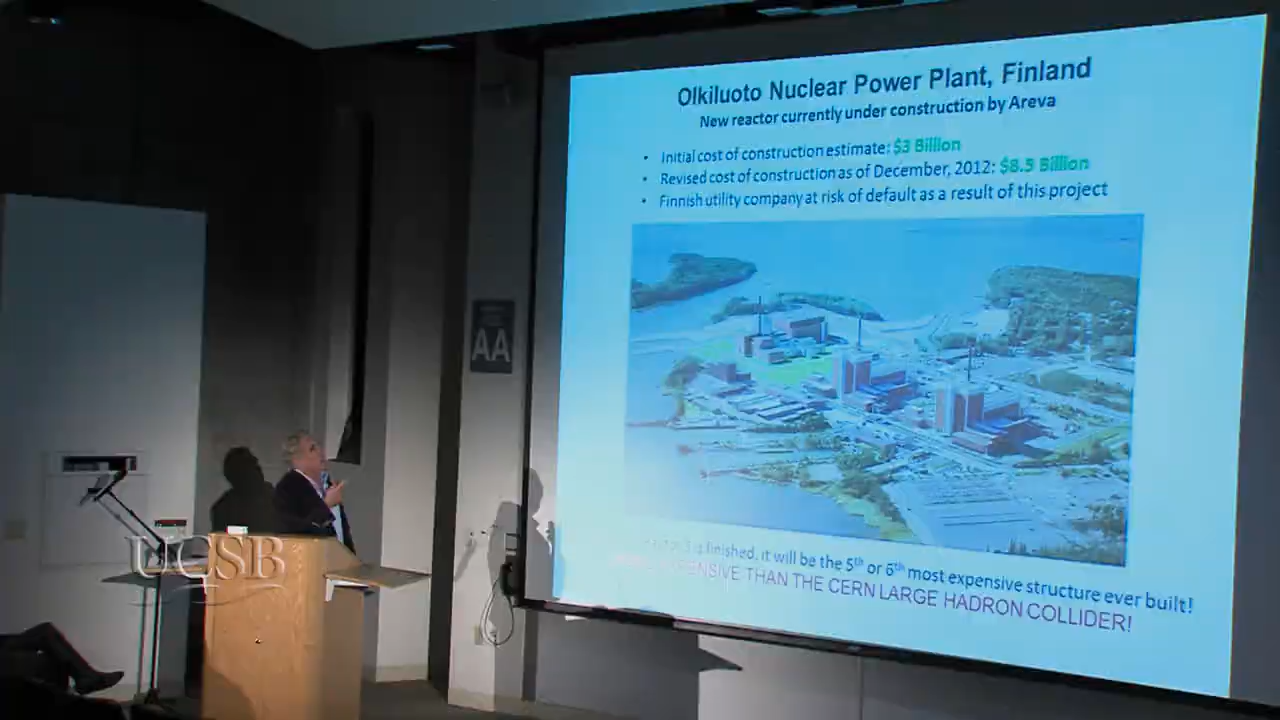 Olkiluoto Nuclear Power Plant, Finland
New reactor currently under construction by Areva
• Initial cost of construction estimate: $3 Billion
• Revised cost of construction as of December, 2012: $8.5 Billion
• Finnish utility company at risk of default as a result of this project
AA
is finished, it will be the 5th or 6th most expensive structure ever built!
THAN THE CERN LARGE HADRON COLLIDER!
UCSB